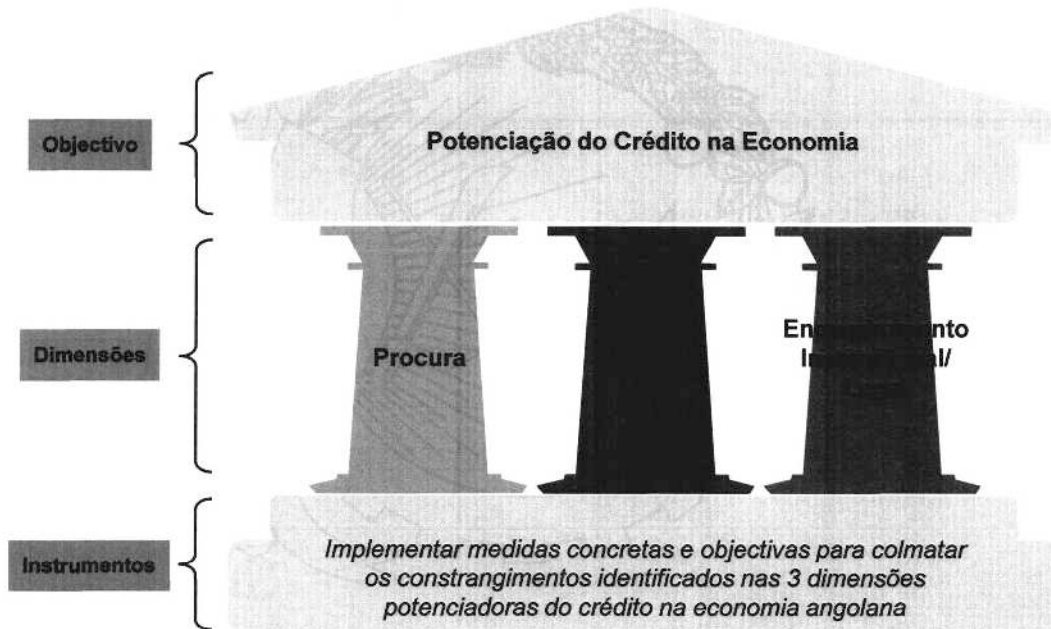 Objectivo
Potenciação do Crédito na Economia
Dimensões
Procura
Instrumentos
Implementar medidas concretas e objectivas para colmatar
os constrangimentos identificados nas 3 dimensões
potenciadoras do crédito na economia angolana